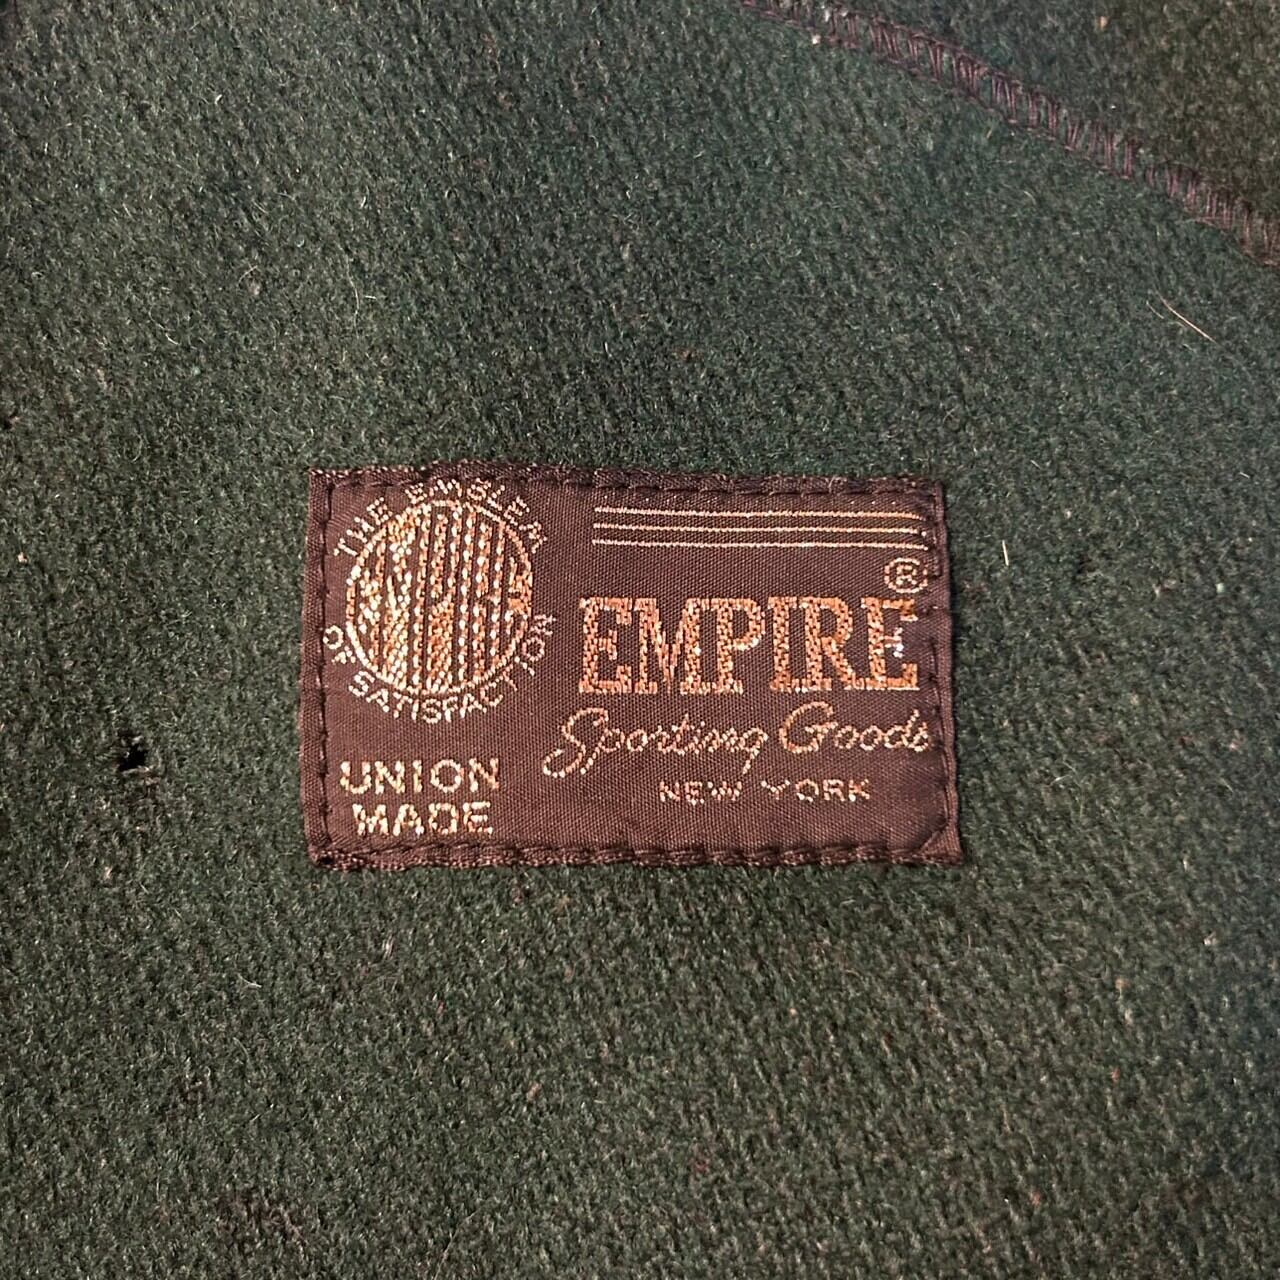 THE EMBLEM
EMPIRE
OF SATISFACTION
UNION
MADE
®
EMPIRE
Sporting Goods
NEW YORK